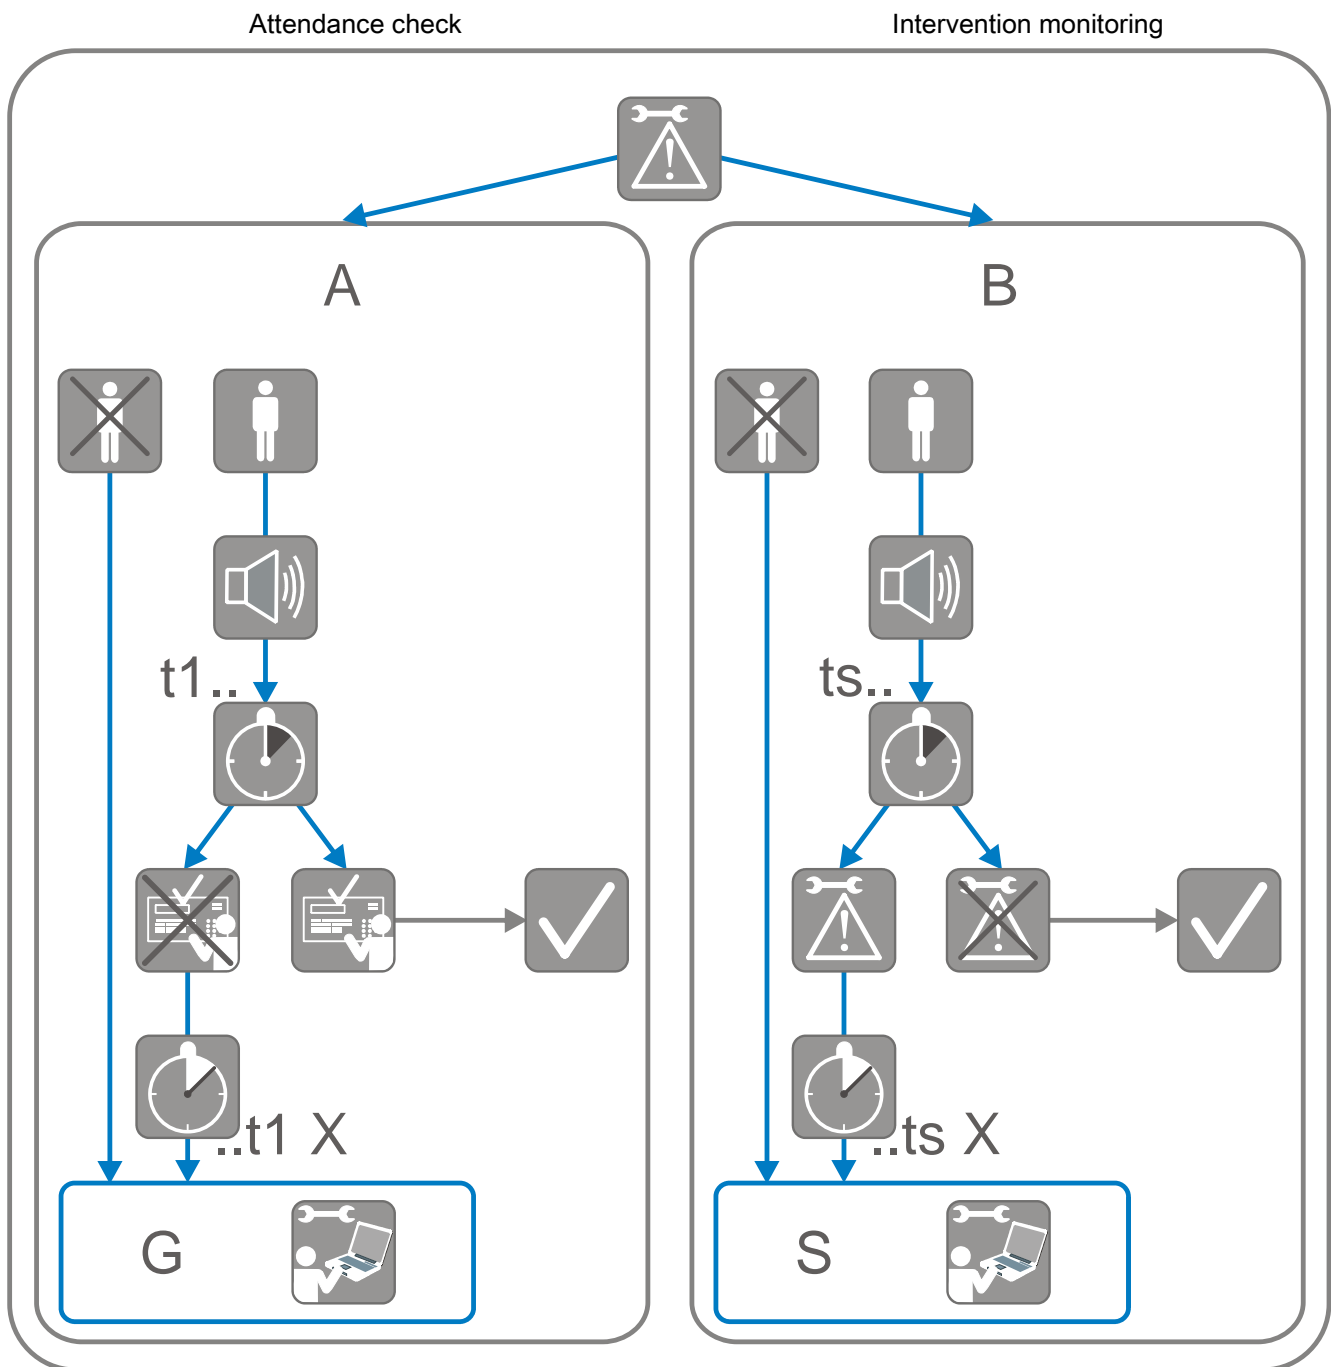 Attendance check
Intervention monitoring
A
B
t1..
ts..
..t1 X
..ts X
G
S